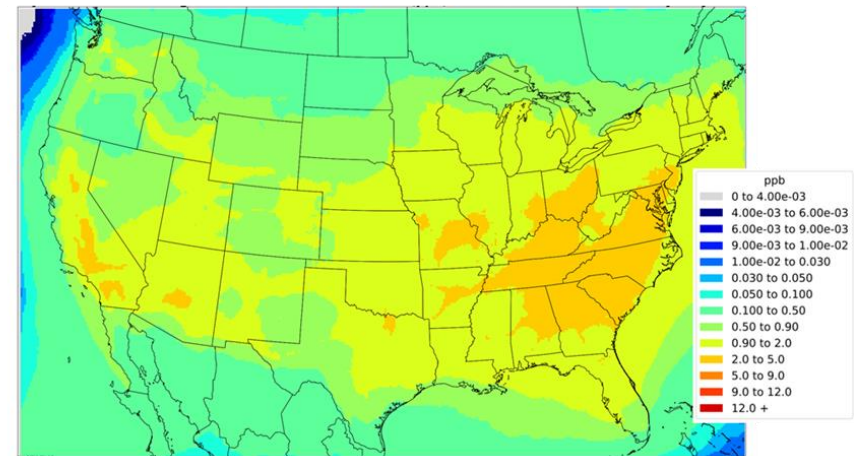 ppb
0 to 4.00e-03
4.00e-03 to 6.00e-03
6.00e-03 to 9.00e-03
9.00e-03 to 1.00e-02
1.00e-02 to 0.030
0.030 to 0.050
0.050 to 0.100
0.100 to 0.50
0.50 to 0.90
0.90 to 2.0
2.0 to 5.0
5.0 to 9.0
9.0 to 12.0
12.0 +